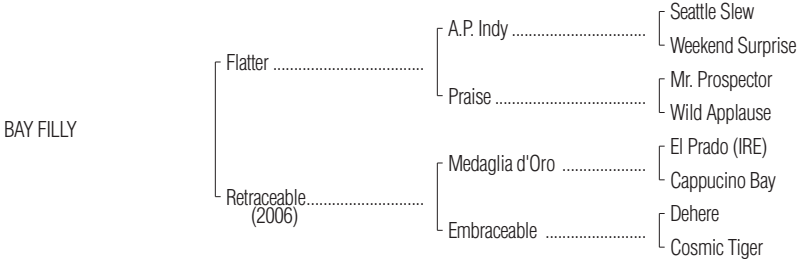 Seattle Slew
A.P. Indy ..................................
Weekend Surprise
Flatter ......................................
Mr. Prospector
Praise ......................................
Wild Applause
BAY FILLY
El Prado (IRE)
Medaglia d'Oro .....................
Cappucino Bay
Retraceable..............................
(2006)
Dehere
Embraceable .........................
Cosmic Tiger